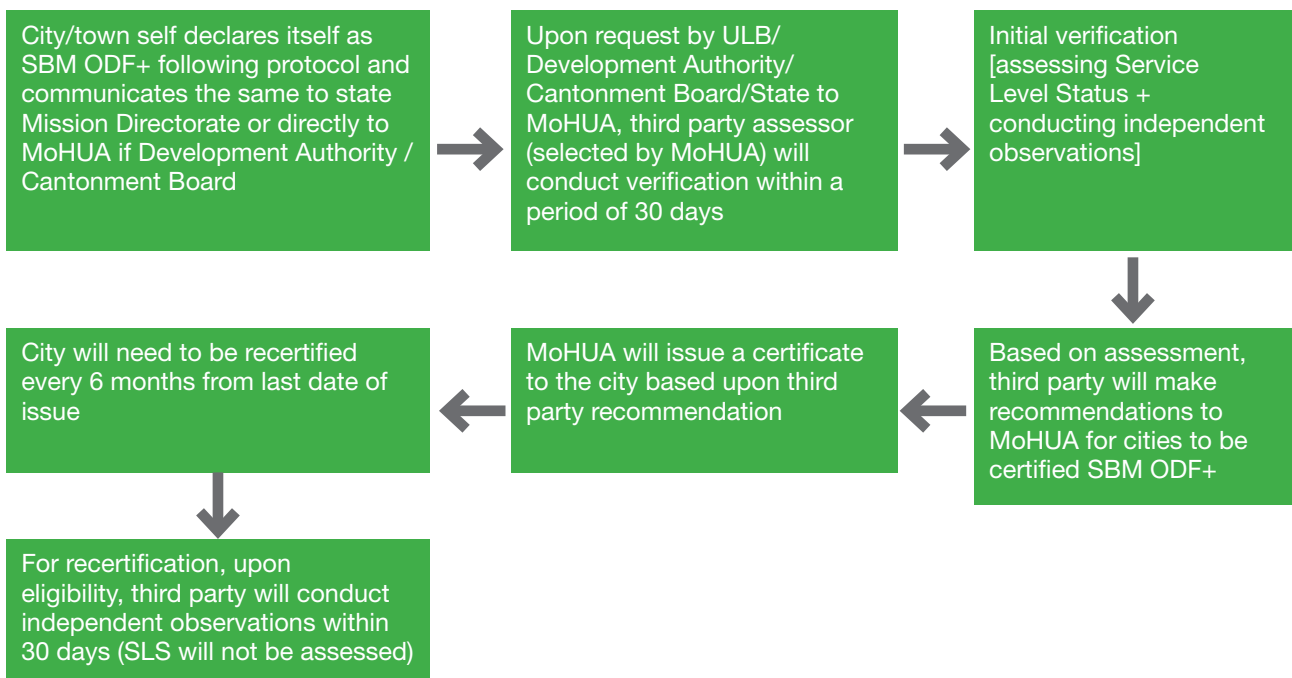 City/town self declares itself as
SBM ODF+ following protocol and
communicates the same to state
Mission Directorate or directly to
MoHUA if Development Authority /
Cantonment Board
Upon request by ULB/
Development Authority/
Cantonment Board/State to
MoHUA, third party assessor
(selected by MoHUA) will
conduct verification within a
period of 30 days
Initial verification
[assessing Service
Level Status +
conducting independent
observations]
Based on assessment,
third party will make
recommendations to
MoHUA for cities to be
certified SBM ODF+
MoHUA will issue a certificate
to the city based upon third
party recommendation
City will need to be recertified
every 6 months from last date of
issue
For recertification, upon
eligibility, third party will conduct
independent observations within
30 days (SLS will not be assessed)